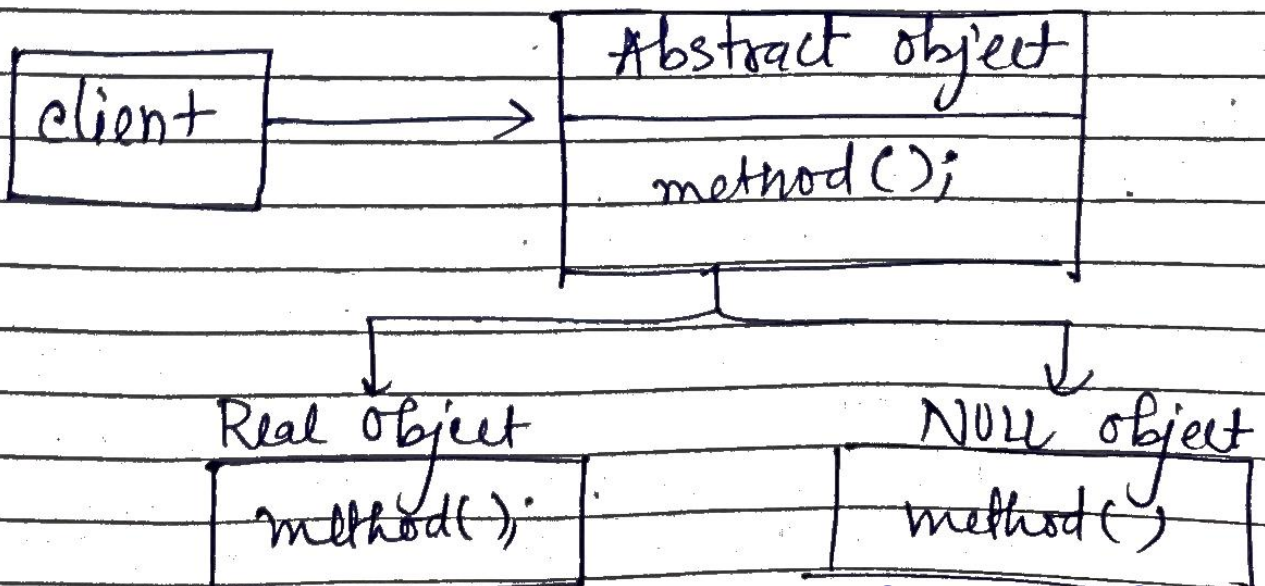 Abstract object
client
method();
Real object
NULL object
method();
method()